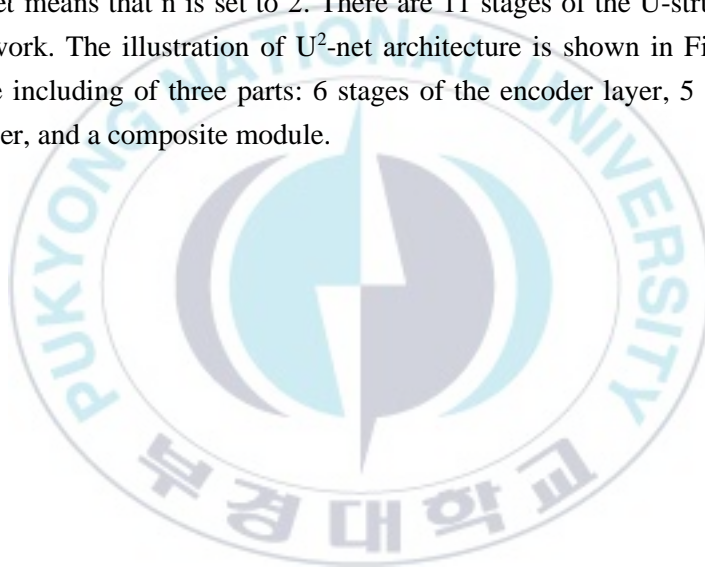 et means that n is set to 2. There are 11 stages of the U-stru
work. The illustration of U²-net architecture is shown in Fi
e including of three parts: 6 stages of the encoder layer, 5
er, and a composite module.
PUKYONG NATIONAL UNIVERSITY
부경대학교